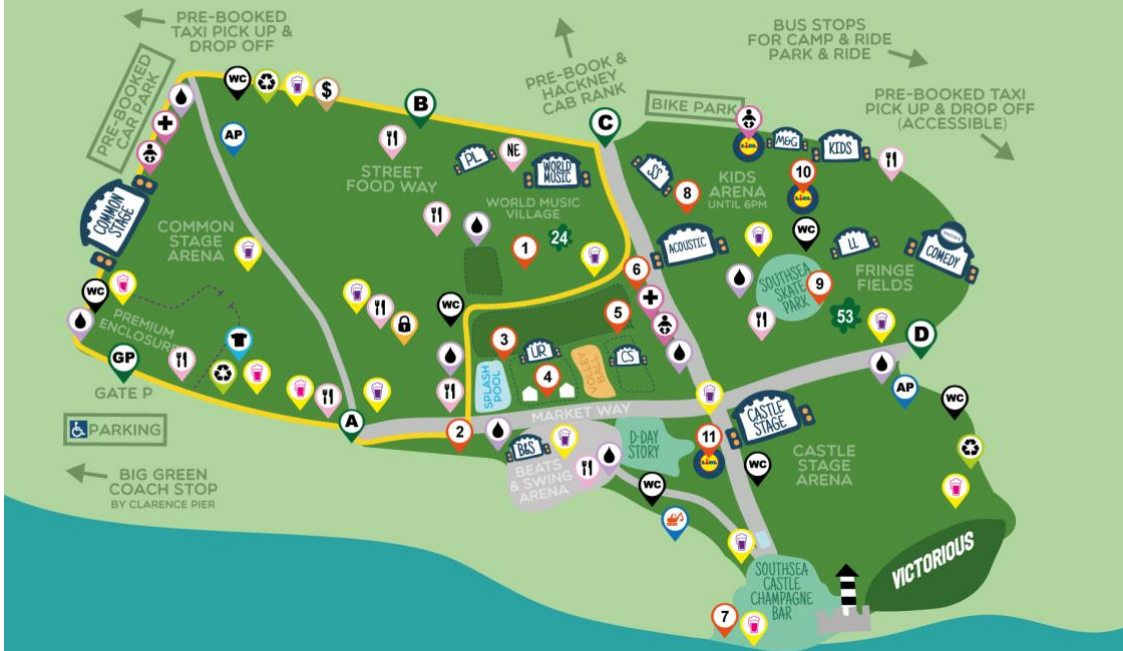 PRE-BOOKED
TAXI PICK UP &
DROP OFF
PRE-BOOK &
HACKNEY
CAB RANK
BUS STOPS
FOR CAMP & RIDE
PARK & RIDE
PRE-BOOKED TAXI
PICK UP & DROP OFF
(ACCESSIBLE)
PRE-BOOKED
CAR PARK
BIKE PARK
WC
$
B
C
AP
STREET
FOOD WAY
PL
NE
WORLD
MUSIC
WORLD MUSIC
VILLAGE
24
1
JS
8
LIDL
M&G
KIDS
10
LIDL
KIDS
ARENA
UNTIL 6PM
WC
ACOUSTIC
LL
COMEDY
FRINGE
FIELDS
SOUTHSEA
SKATE
PARK
9
53
D
COMMON
STAGE
COMMON
STAGE
ARENA
WC
PREMIUM
ENCLOSURE
GP
GATE P
PARKING
BIG GREEN
COACH STOP
BY CLARENCE PIER
WC
6
5
3
UR
4
SPLASH
POOL
VOLLEY
BALL
CS
MARKET WAY
A
2
B&S
BEATS
& SWING
ARENA
D-DAY
STORY
11
LIDL
CASTLE
STAGE
WC
WC
CASTLE
STAGE
ARENA
AP
WC
SOUTHSEA
CASTLE
CHAMPAGNE
BAR
7
VICTORIOUS